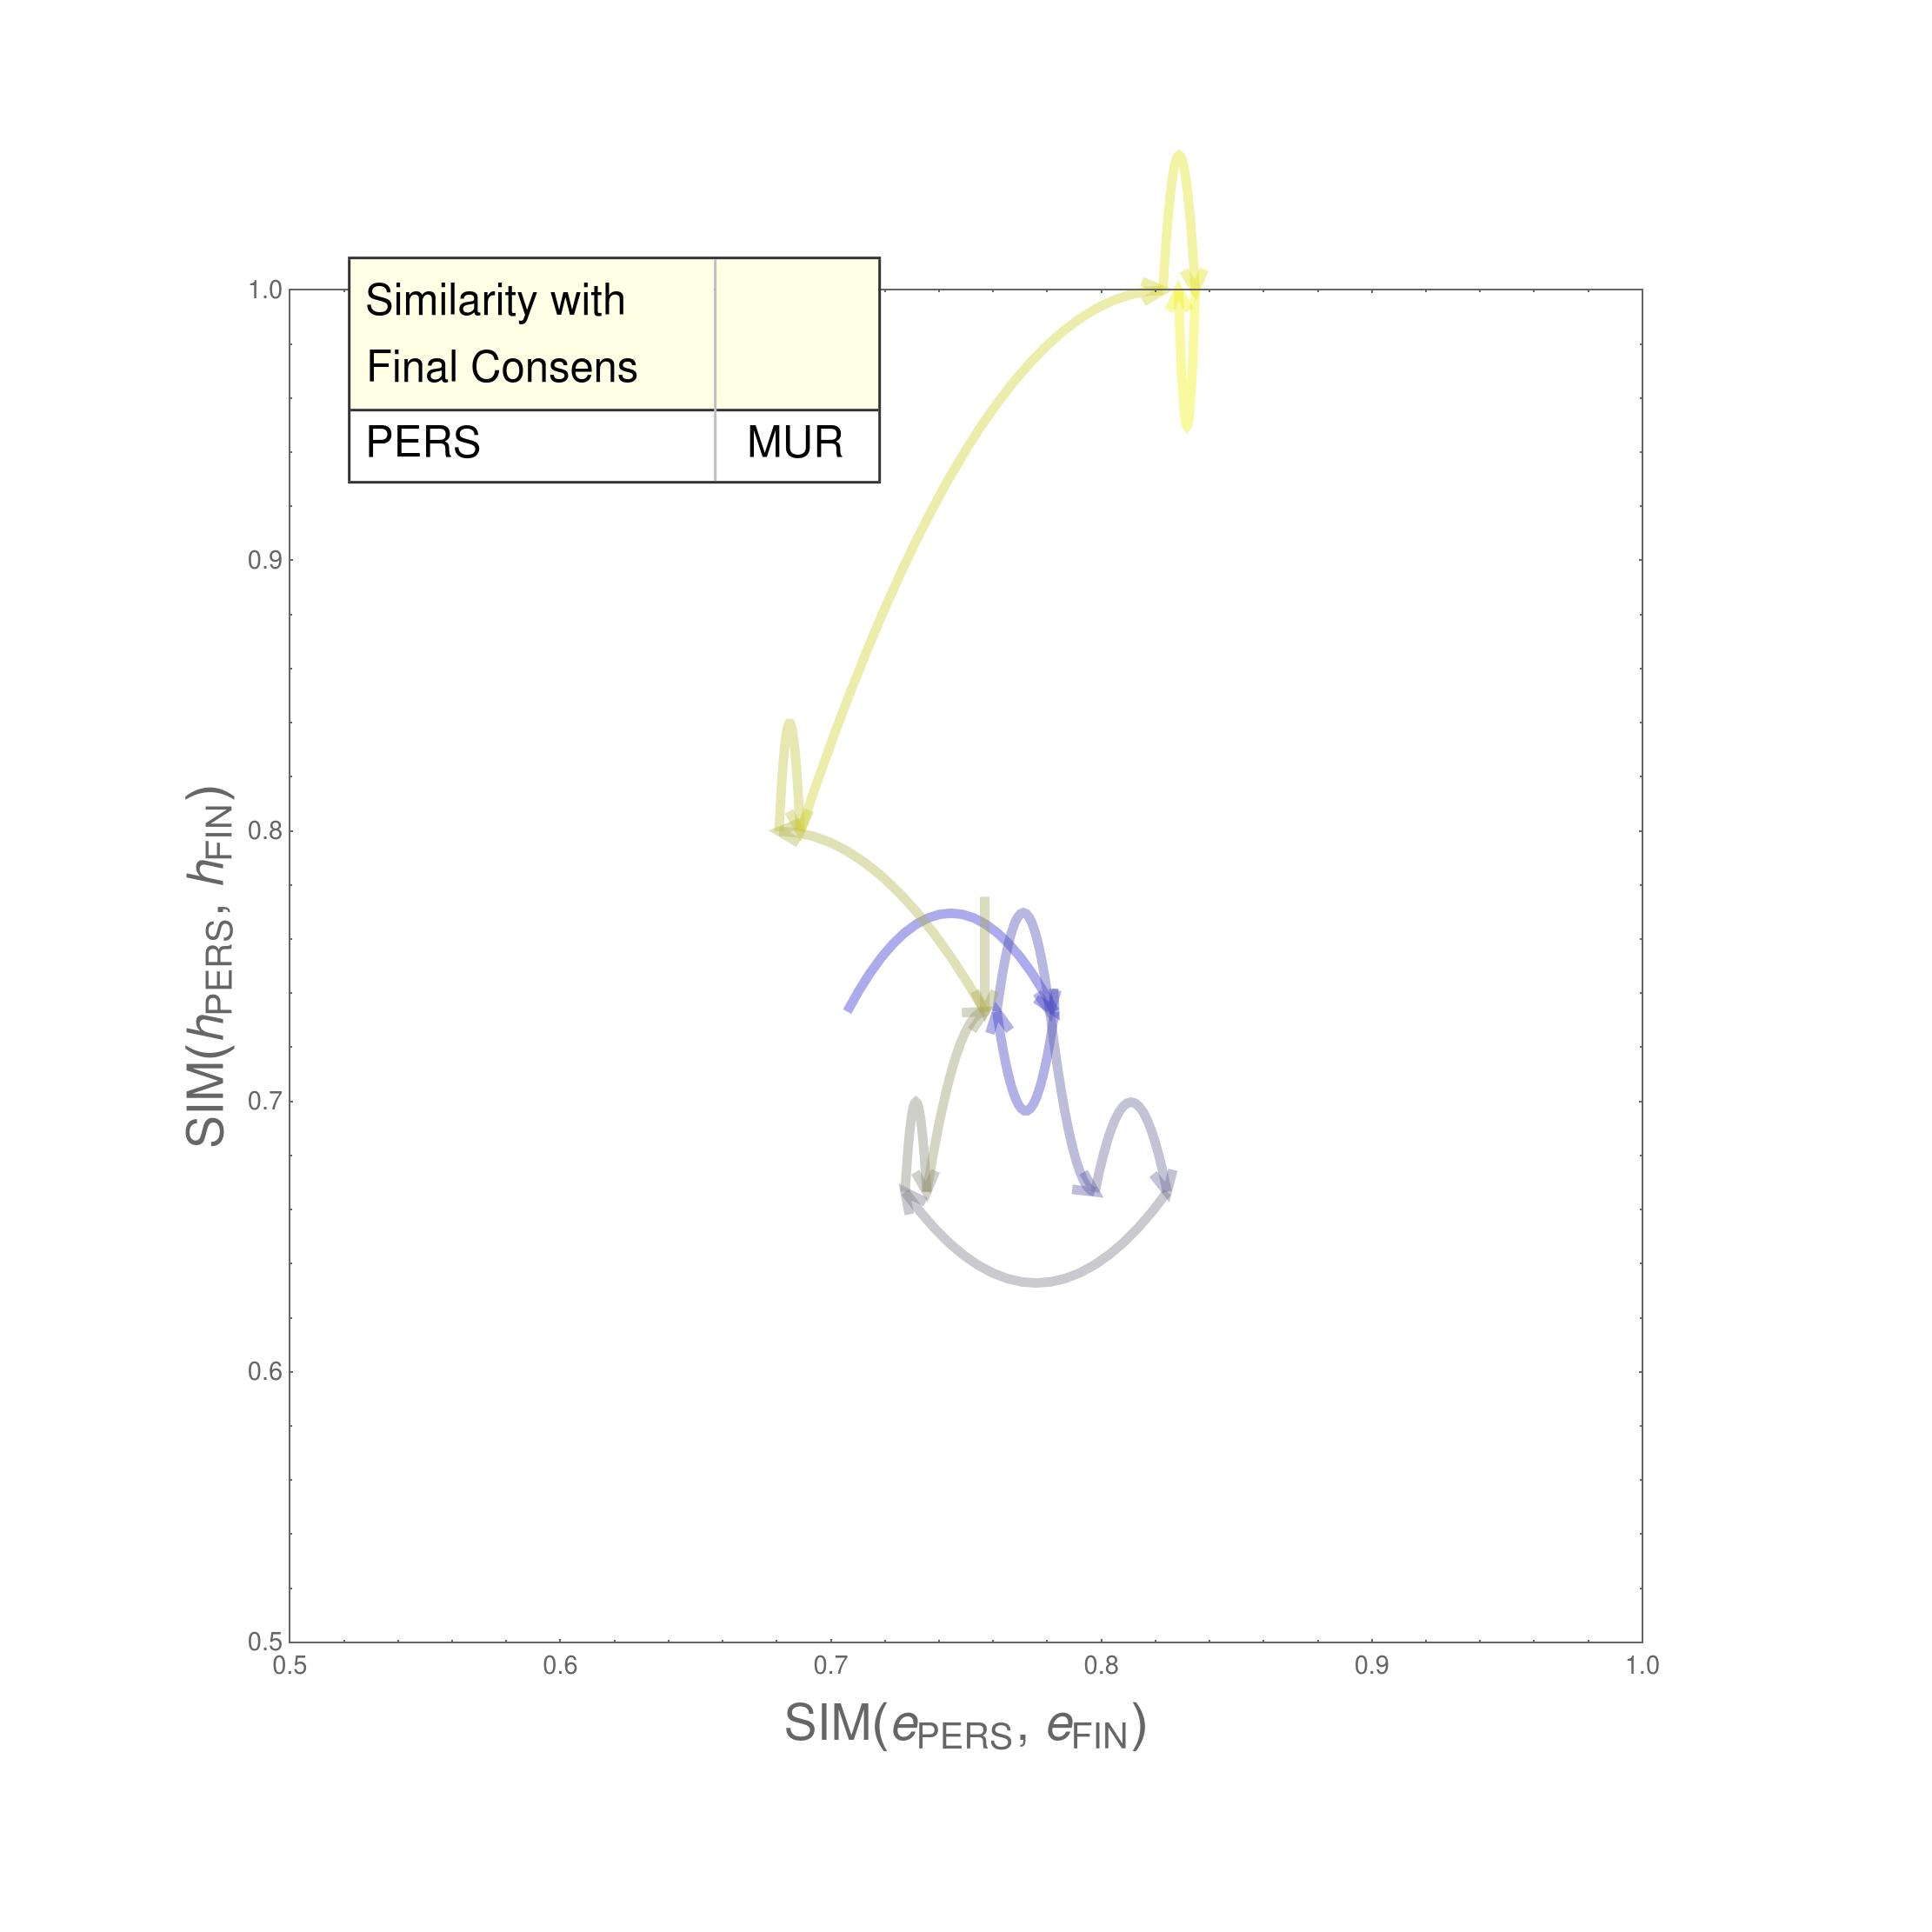 Similarity with
Final Consens
PERS MUR
1.0
0.9
0.8
0.7
0.6
0.5
SIM(hPERS, hFIN)
0.5 0.6 0.7 0.8 0.9 1.0
SIM(ePERS, eFIN)